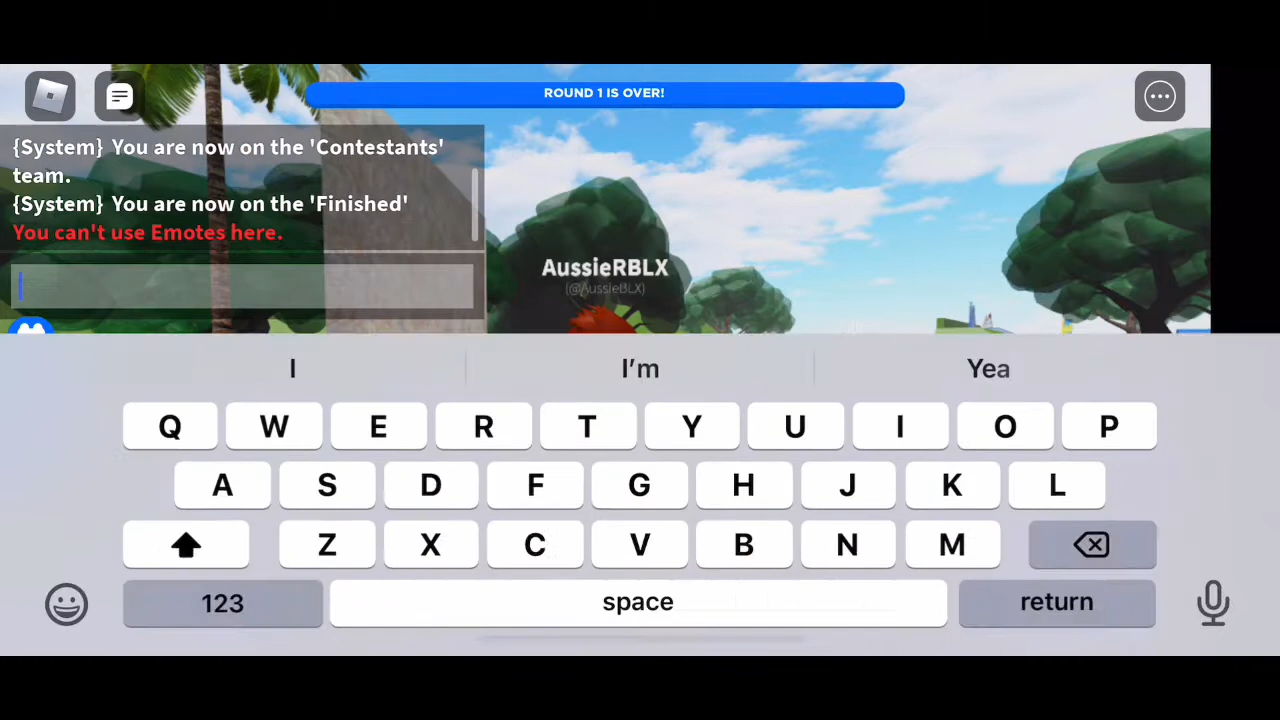 ROUND 1 IS OVER!
{System} You are now on the 'Contestants'
team.
{System} You are now on the 'Finished'
You can't use Emotes here.
AussieRBLX
(@AussieBLX)
I I’m Yea
Q W E R T Y U I O P
A S D F G H J K L
Z X C V B N M
123 space return